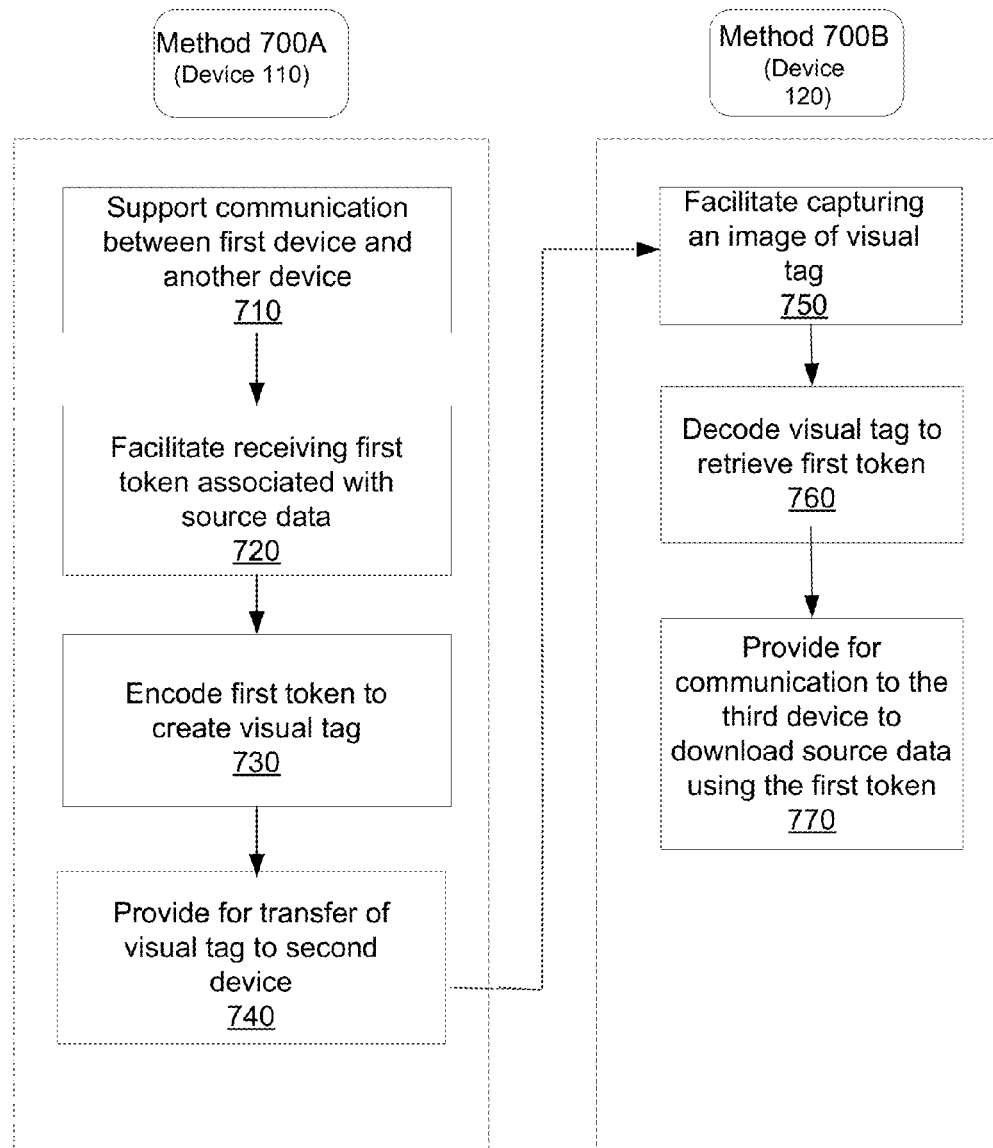 Method 700A
(Device 110)
Support communication
between first device and
another device
710
Facilitate receiving first
token associated with
source data
720
Encode first token to
create visual tag
730
Provide for transfer of
visual tag to second
device
740
Method 700B
(Device
120)
Facilitate capturing
an image of visual
tag
750
Decode visual tag to
retrieve first token
760
Provide for
communication to the
third device to
download source data
using the first token
770